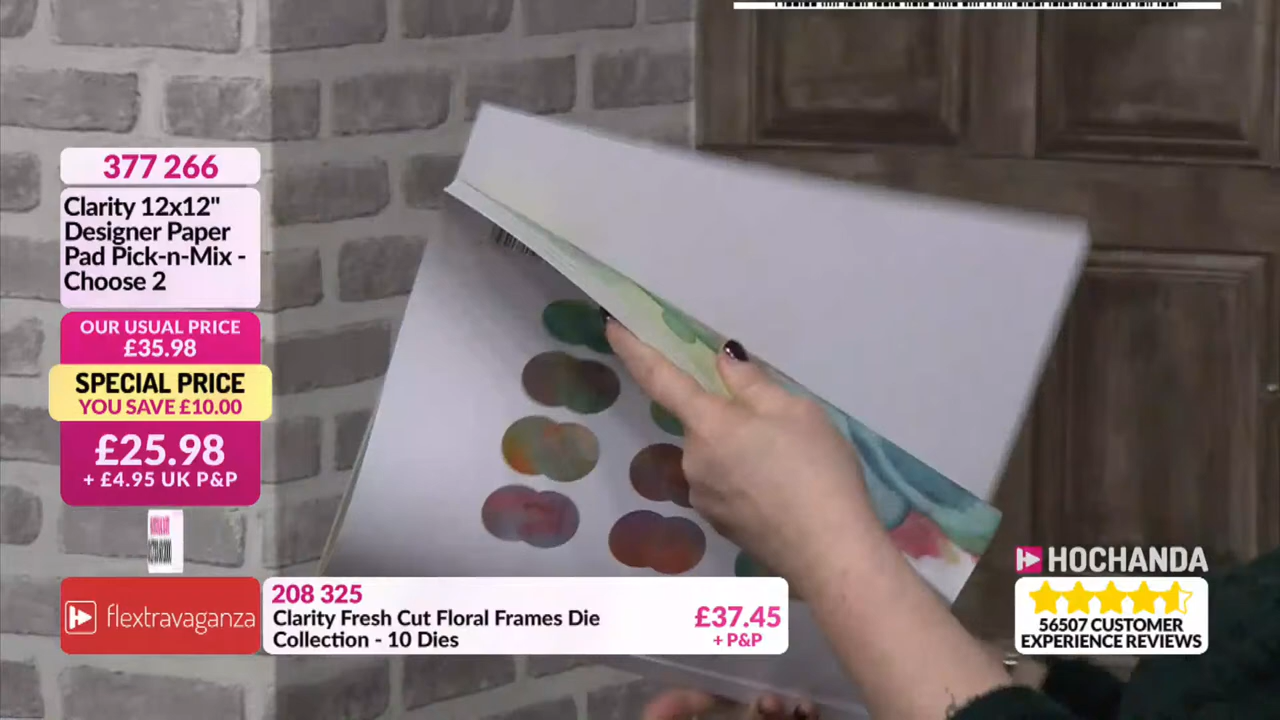 377 266
Clarity 12x12"
Designer Paper
Pad Pick-n-Mix -
Choose 2
OUR USUAL PRICE
£35.98
SPECIAL PRICE
YOU SAVE £10.00
£25.98
+ £4.95 UK P&P
flextravaganza
208 325
Clarity Fresh Cut Floral Frames Die
Collection - 10 Dies
£37.45
+ P&P
HOCHANDA
56507 CUSTOMER
EXPERIENCE REVIEWS